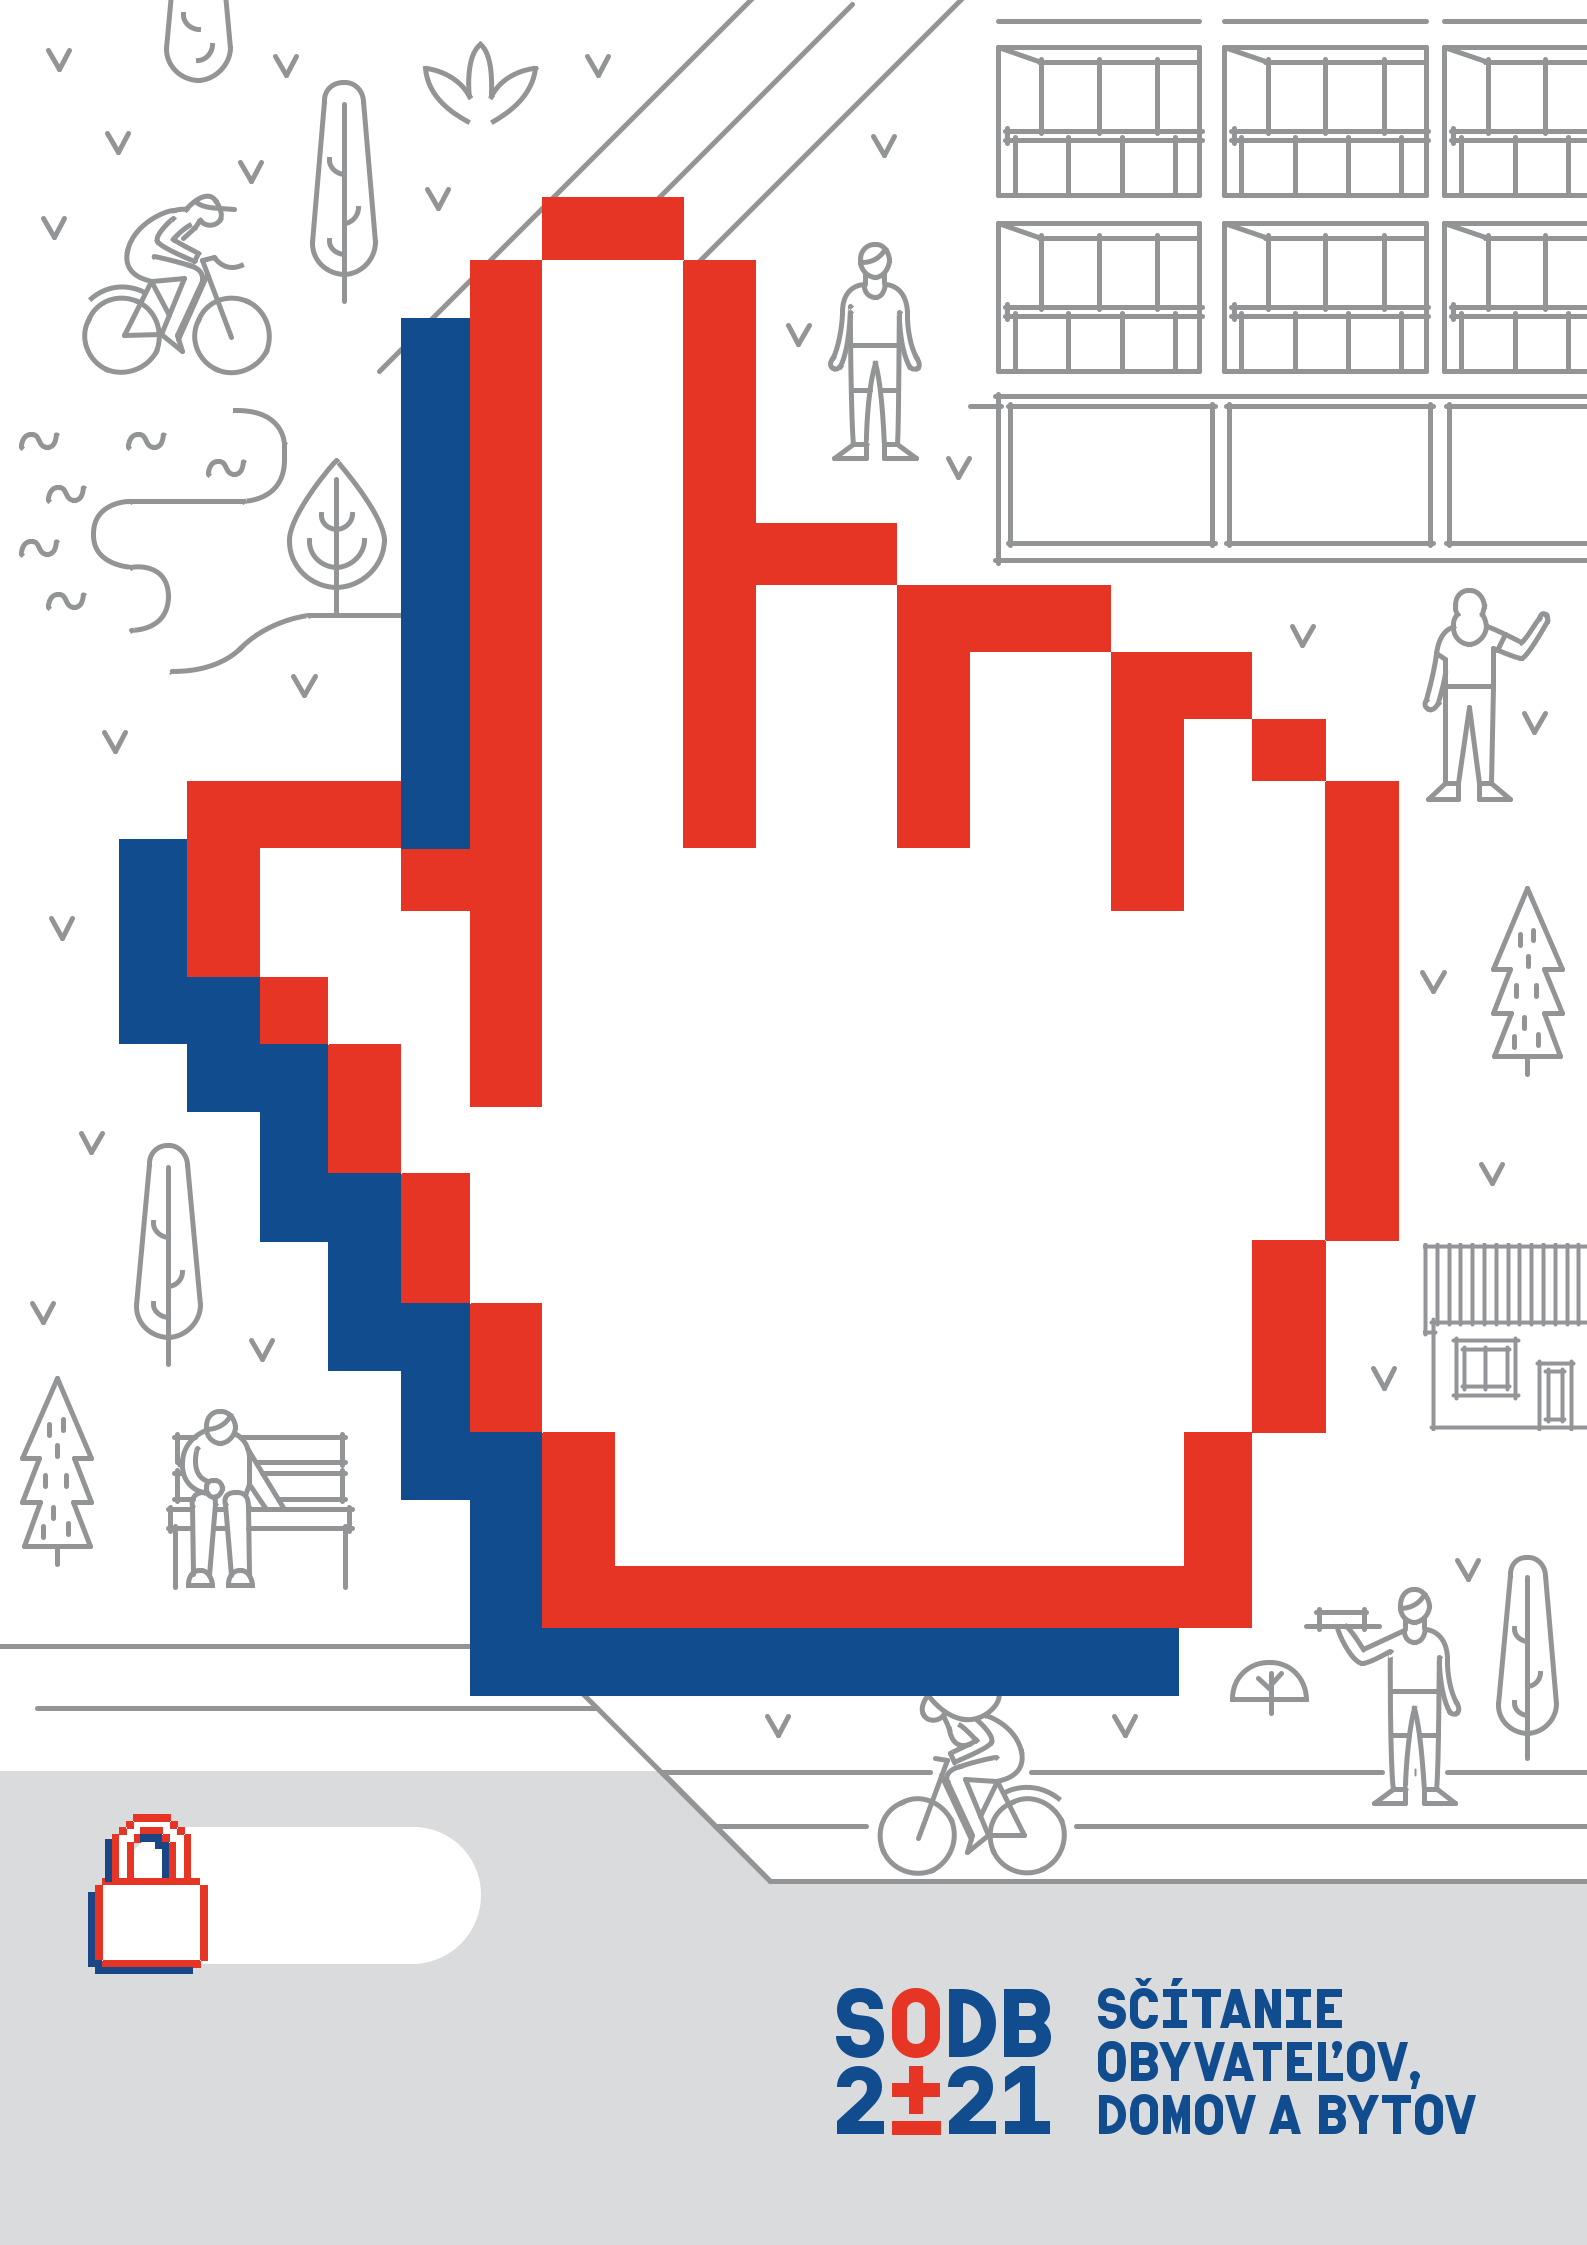 SODB
2±21
SČÍTANIE
OBYVATEĽOV,
DOMOV A BYTOV